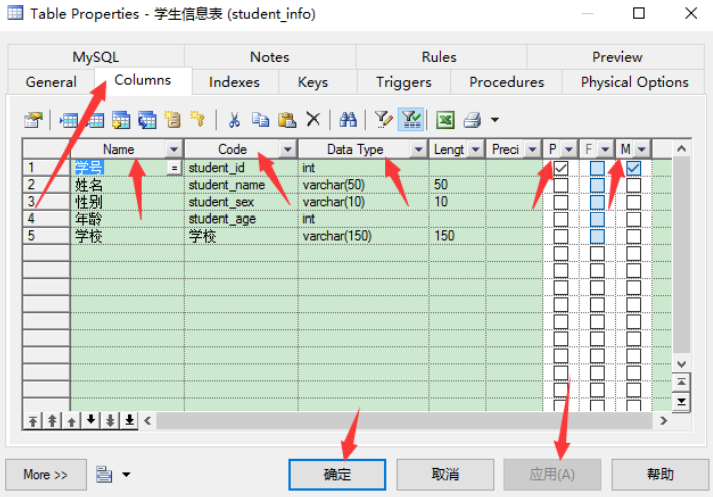 Table Properties - 学生信息表 (student_info)
MySQL Notes Rules Preview
General Columns Indexes Keys Triggers Procedures Physical Options
Name Code Data Type Lengt Preci P F M
1 学号 = student_id int
2 姓名 student_name varchar(50) 50
3 性别 student_sex varchar(10) 10
4 年龄 student_age int
5 学校 学校 varchar(150) 150
More >> 确定 取消 应用(A) 帮助